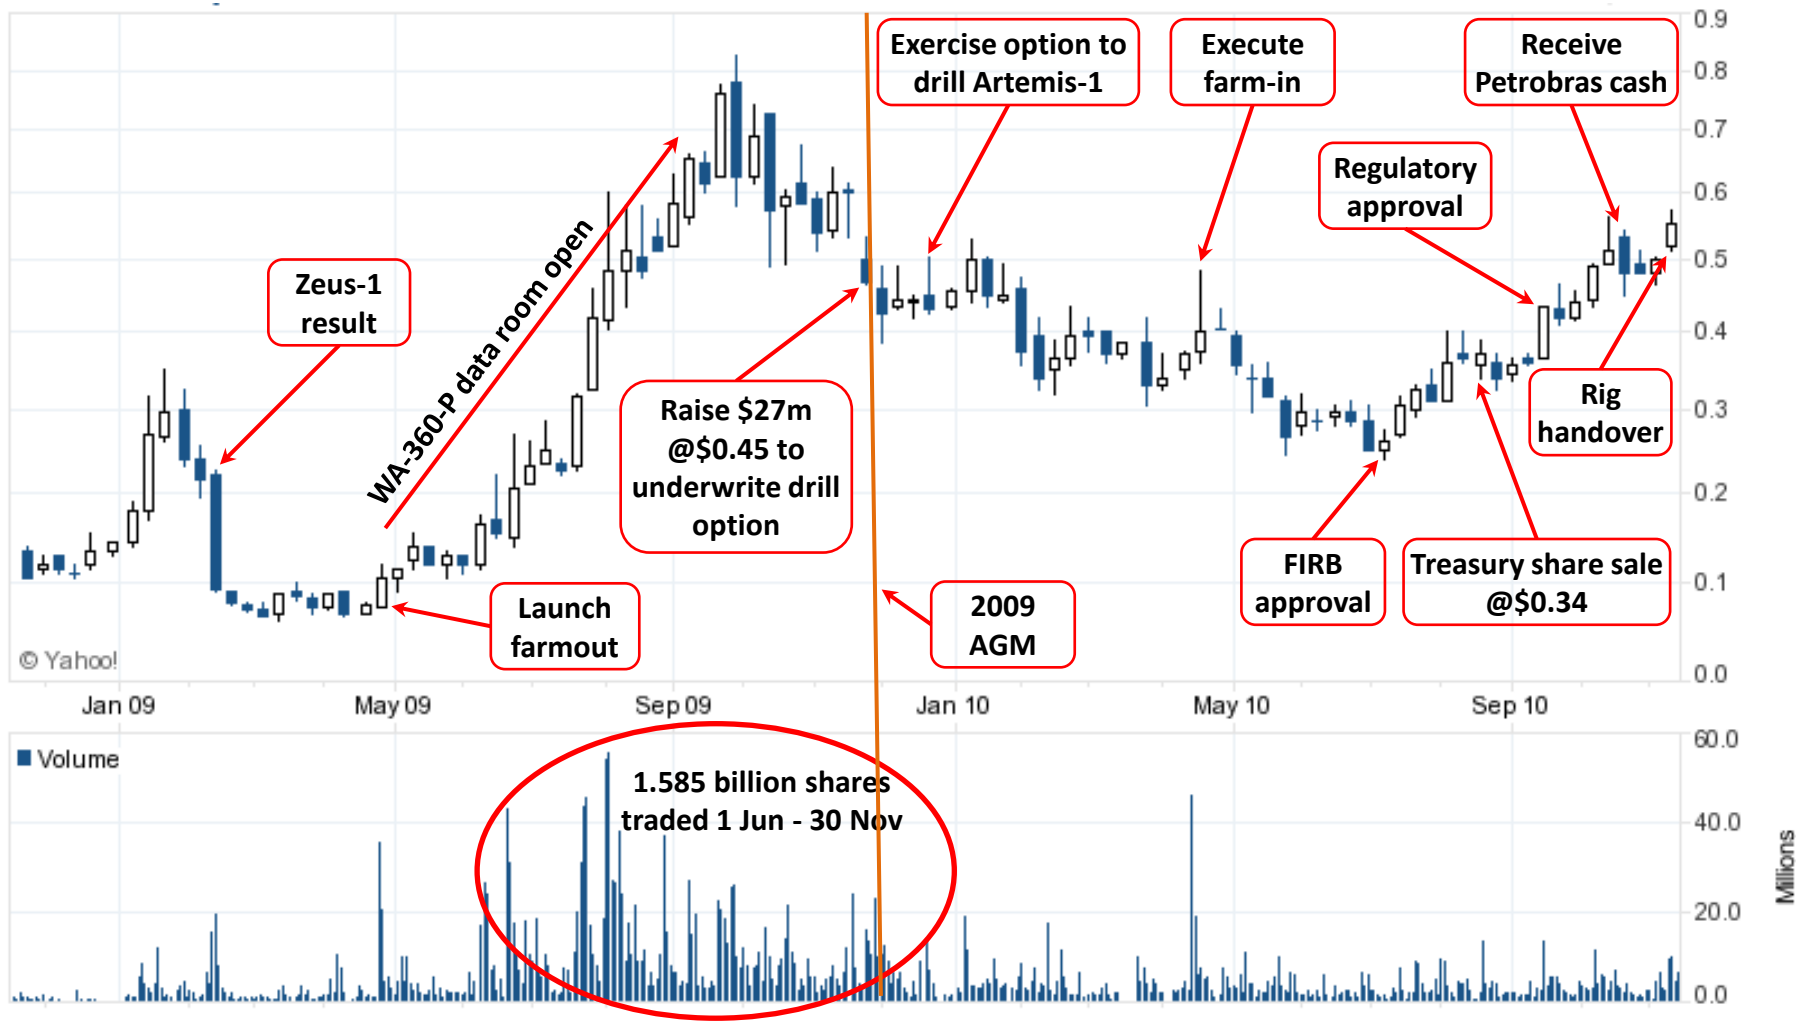 Exercise option to
drill Artemis-1
Execute
farm-in
Receive
Petrobras cash
Regulatory
approval
Zeus-1
result
WA-360-P data room open
Raise $27m
@$0.45 to
underwrite drill
option
Rig
handover
Launch
farmout
2009
AGM
FIRB
approval
Treasury share sale
@$0.34
© Yahoo!
0.9
0.8
0.7
0.6
0.5
0.4
0.3
0.2
0.1
0.0
Jan 09
May 09
Sep 09
Jan 10
May 10
Sep 10
Volume
1.585 billion shares
traded 1 Jun - 30 Nov
60.0
40.0
20.0
0.0
Millions